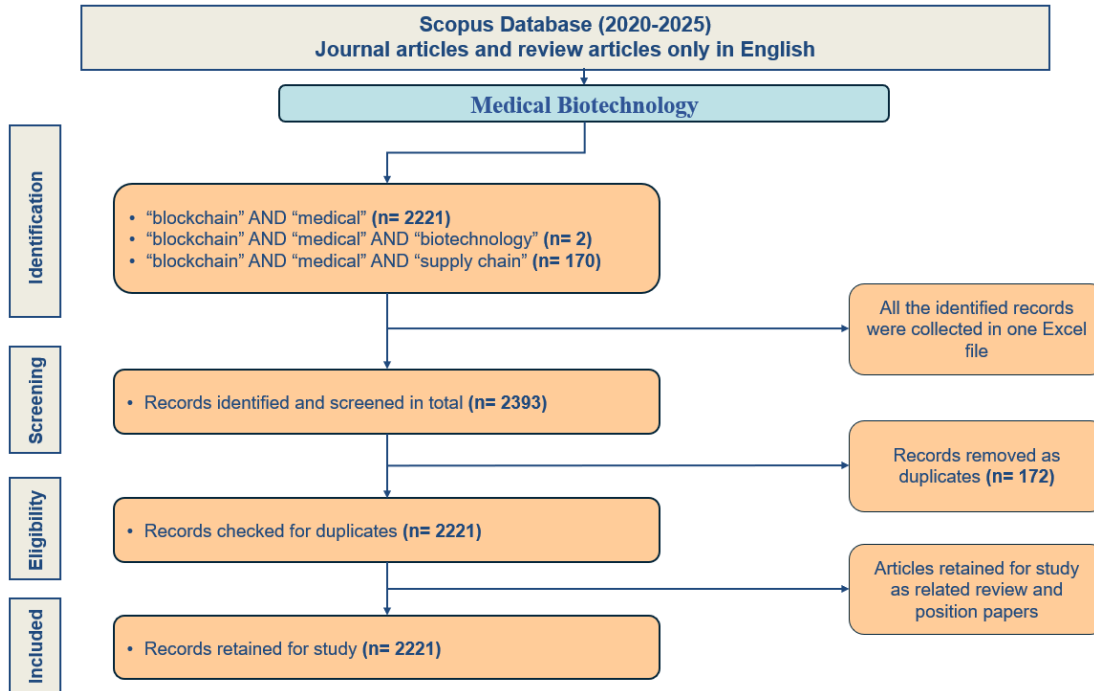 Scopus Database (2020-2025)
Journal articles and review articles only in English
Medical Biotechnology
Identification
• “blockchain” AND “medical” (n= 2221)
• “blockchain” AND “medical” AND “biotechnology” (n= 2)
• “blockchain” AND “medical” AND “supply chain” (n= 170)
All the identified records
were collected in one Excel
file
Screening
• Records identified and screened in total (n= 2393)
Records removed as
duplicates (n= 172)
Eligibility
• Records checked for duplicates (n= 2221)
Articles retained for study
as related review and
position papers
Included
• Records retained for study (n= 2221)